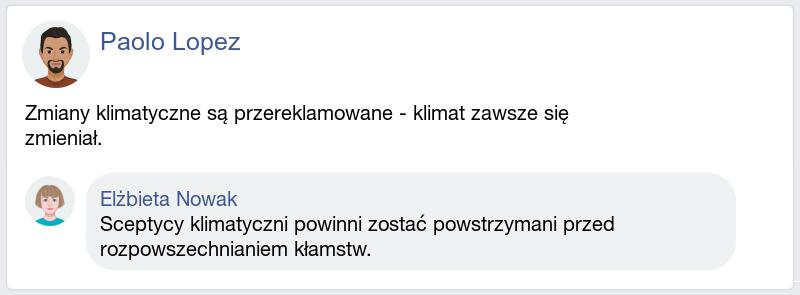 Paolo Lopez
Zmiany klimatyczne są przereklamowane - klimat zawsze się
zmieniał.
Elżbieta Nowak
Sceptycy klimatyczni powinni zostać powstrzymani przed
rozpowszechnianiem kłamstw.